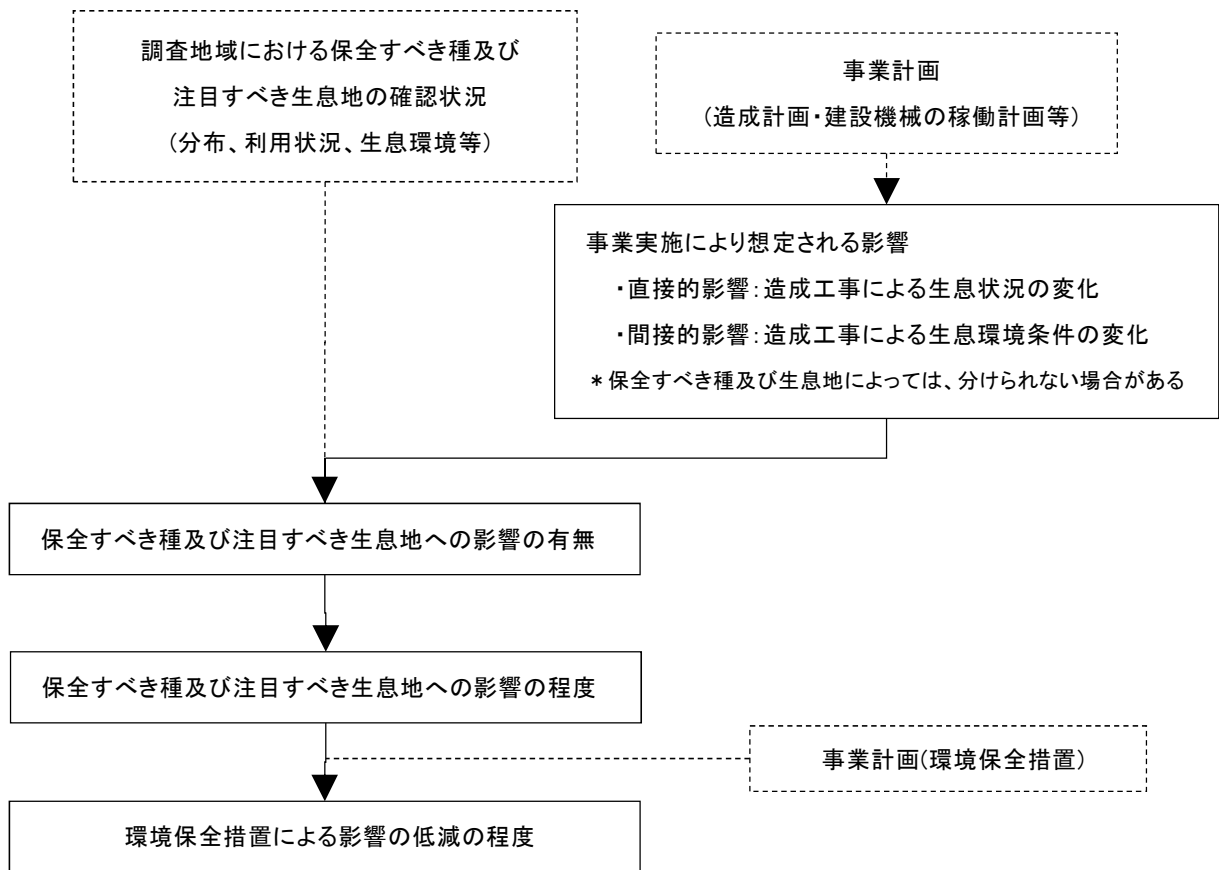 調査地域における保全すべき種及び
注目すべき生息地の確認状況
(分布、利用状況、生息環境等)
事業計画
(造成計画・建設機械の稼働計画等)
事業実施により想定される影響
・直接的影響：造成工事による生息状況の変化
・間接的影響：造成工事による生息環境条件の変化
＊保全すべき種及び生息地によっては、分けられない場合がある
保全すべき種及び注目すべき生息地への影響の有無
保全すべき種及び注目すべき生息地への影響の程度
事業計画(環境保全措置)
環境保全措置による影響の低減の程度